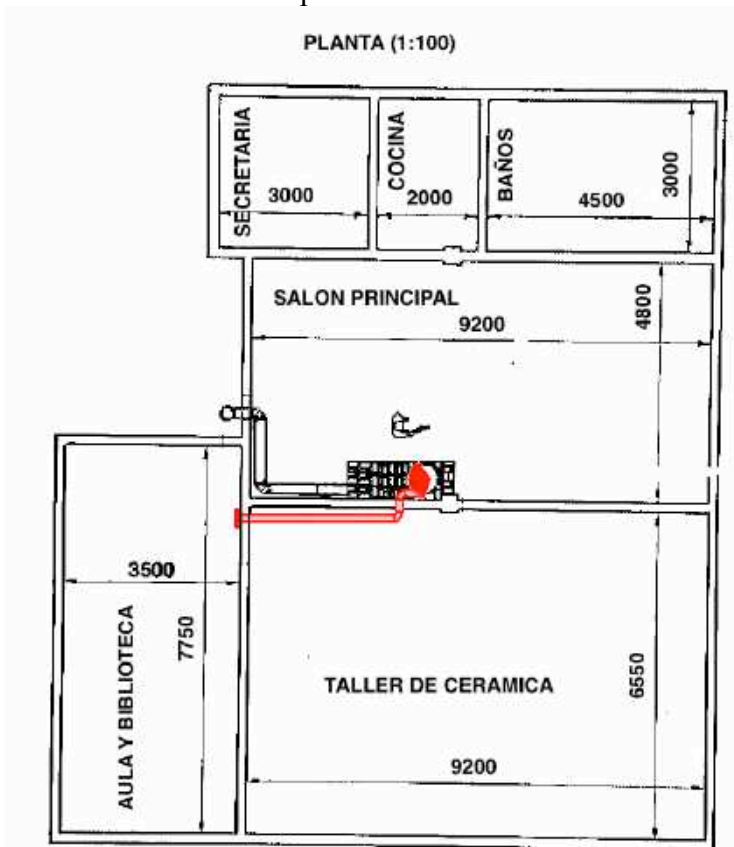 PLANTA (1:100)
SECRETARIA
3000
COCINA
2000
BAÑOS
4500
3000
SALON PRINCIPAL
9200
4800
3500
7750
AULA Y BIBLIOTECA
TALLER DE CERAMICA
6550
9200